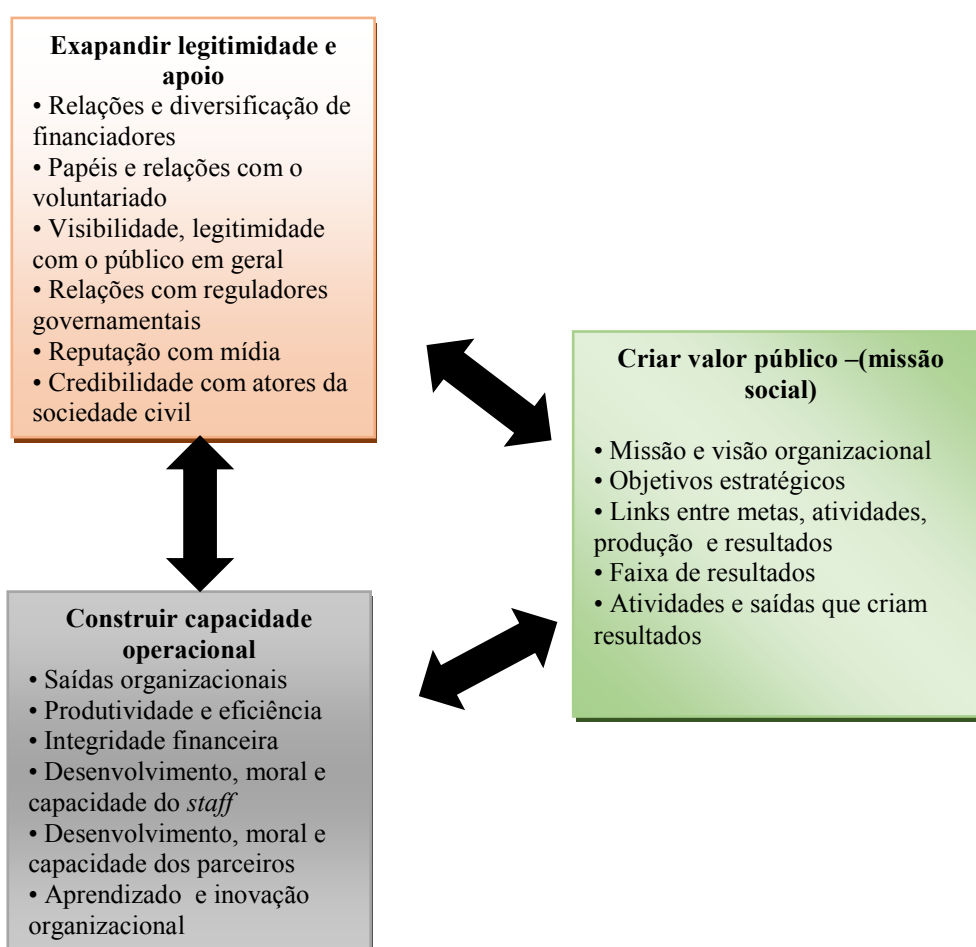 Exapandir legitimidade e
apoio
• Relações e diversificação de
financiadores
• Papéis e relações com o
voluntariado
• Visibilidade, legitimidade
com o público em geral
• Relações com reguladores
governamentais
• Reputação com mídia
• Credibilidade com atores da
sociedade civil
Criar valor público –(missão
social)
• Missão e visão organizacional
• Objetivos estratégicos
• Links entre metas, atividades,
produção e resultados
• Faixa de resultados
• Atividades e saídas que criam
resultados
Construir capacidade
operacional
• Saídas organizacionais
• Produtividade e eficiência
• Integridade financeira
• Desenvolvimento, moral e
capacidade do staff
• Desenvolvimento, moral e
capacidade dos parceiros
• Aprendizado e inovação
organizacional